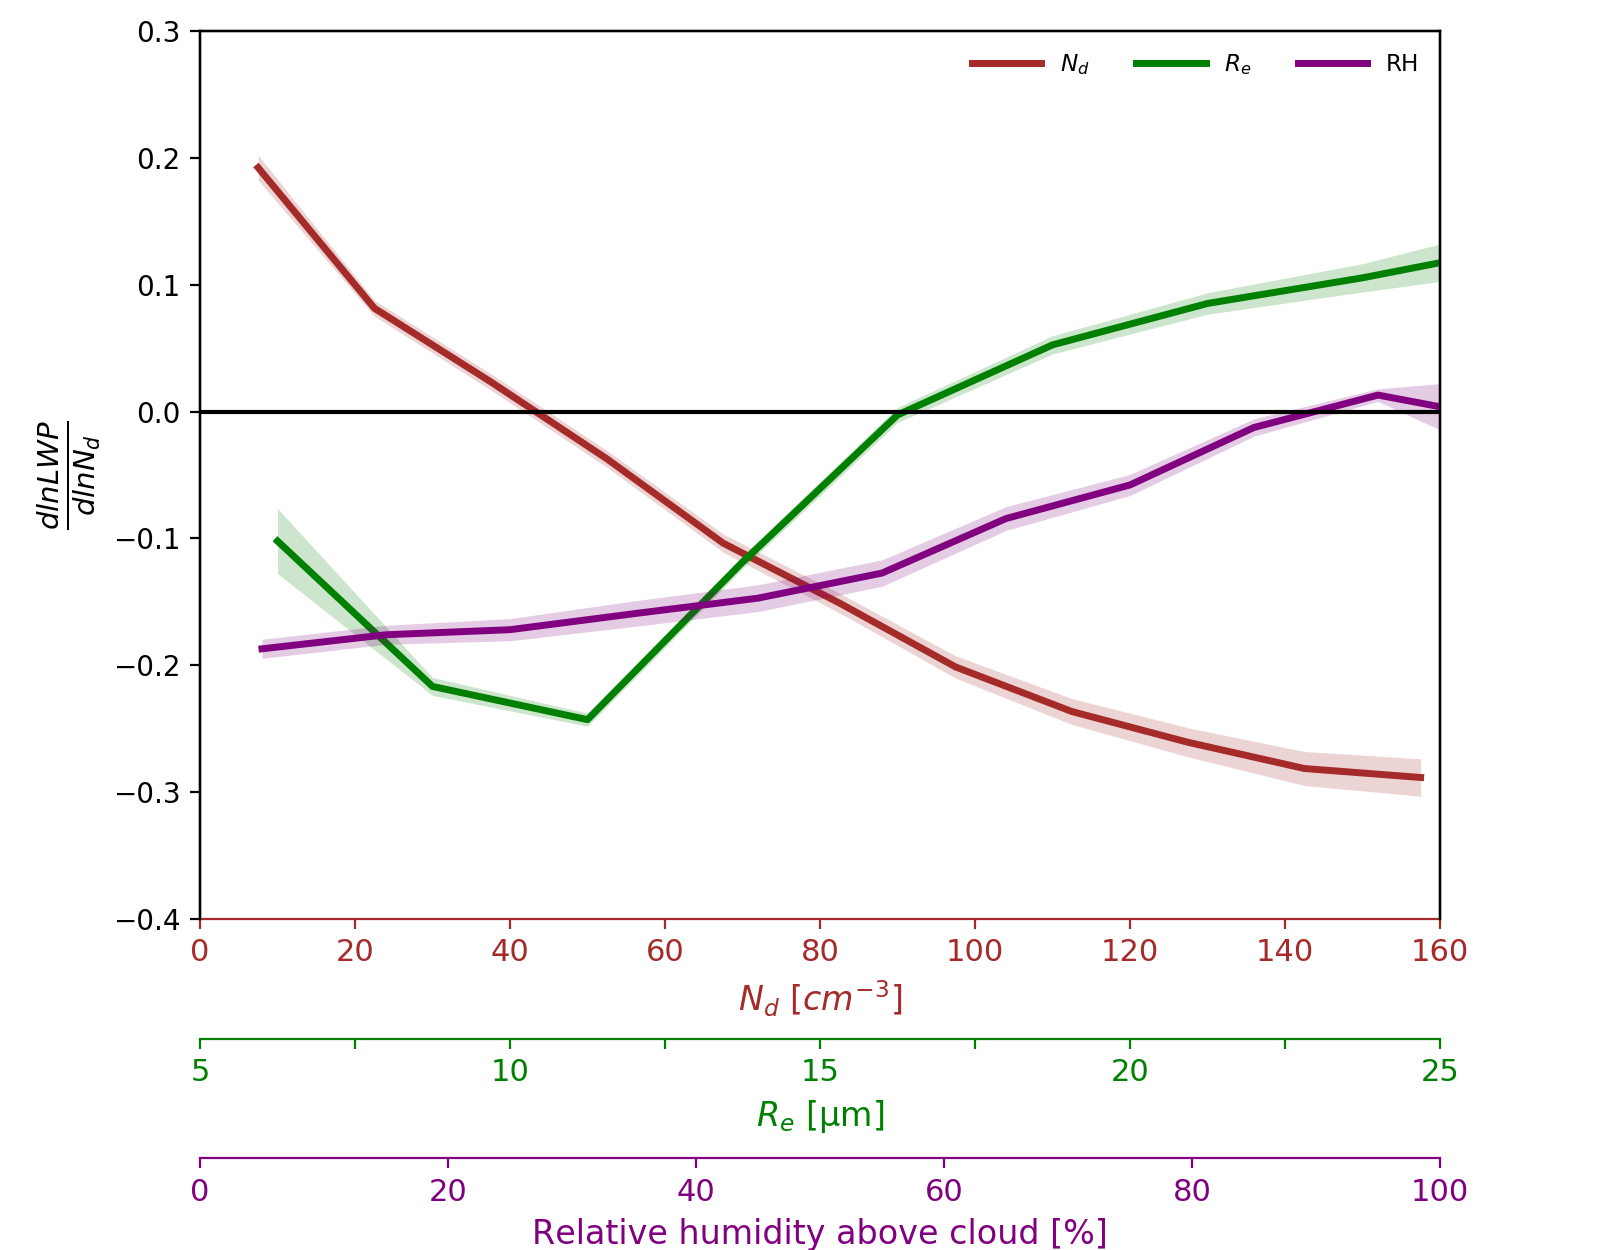 N_d R_e RH
0.3
0.2
0.1
0.0
−0.1
−0.2
−0.3
−0.4
dlnLWP
dlnN_d
0 20 40 60 80 100 120 140 160
N_d [cm⁻³]
5 10 15 20 25
R_e [μm]
0 20 40 60 80 100
Relative humidity above cloud [%]